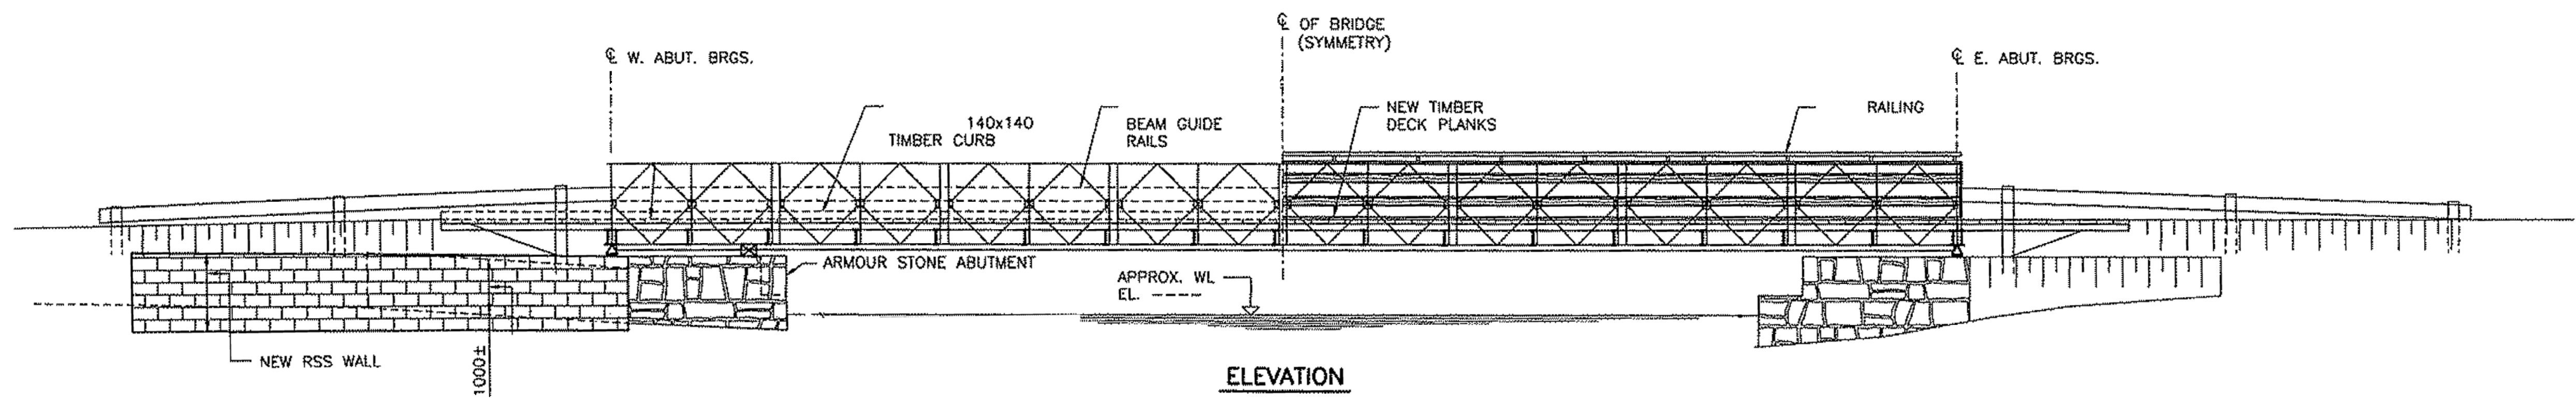 ℄ OF BRIDGE
(SYMMETRY)
℄ W. ABUT. BRGS.
℄ E. ABUT. BRGS.
140x140
TIMBER CURB
BEAM GUIDE
RAILS
NEW TIMBER
DECK PLANKS
RAILING
ARMOUR STONE ABUTMENT
APPROX. WL
EL. ----
NEW RSS WALL
1000±
ELEVATION